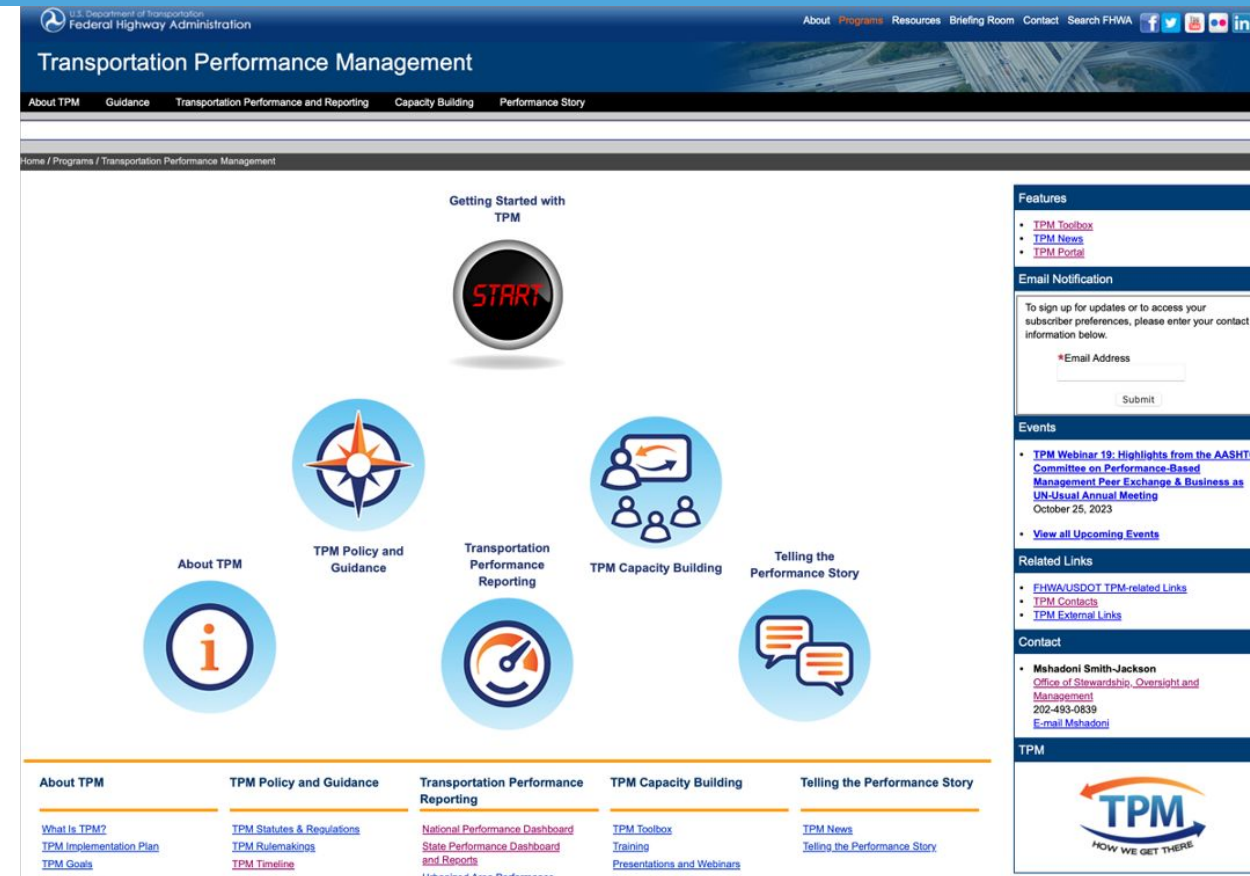 U.S. Department of Transportation
Federal Highway Administration
About Programs Resources Briefing Room Contact Search FHWA
Transportation Performance Management
About TPM Guidance Transportation Performance and Reporting Capacity Building Performance Story
Home / Programs / Transportation Performance Management
Getting Started with
TPM
START
TPM Policy and
Guidance
TPM Capacity Building
About TPM
Transportation
Performance
Reporting
Telling the
Performance Story
Features
TPM Toolbox
TPM News
TPM Portal
Email Notification
To sign up for updates or to access your
subscriber preferences, please enter your contact
information below.
*Email Address
Submit
Events
TPM Webinar 19: Highlights from the AASHT
Committee on Performance-Based
Management Peer Exchange & Business as
UN-Usual Annual Meeting
October 25, 2023
View all Upcoming Events
Related Links
FHWA/USDOT TPM-related Links
TPM Contacts
TPM External Links
Contact
Mshadoni Smith-Jackson
Office of Stewardship, Oversight and
Management
202-493-0839
E-mail Mshadoni
TPM
TPM
HOW WE GET THERE
About TPM
What Is TPM?
TPM Implementation Plan
TPM Goals
TPM Policy and Guidance
TPM Statutes & Regulations
TPM Rulemakings
TPM Timeline
Transportation Performance
Reporting
National Performance Dashboard
State Performance Dashboard
and Reports
Urbanized Area Performance
TPM Capacity Building
TPM Toolbox
Training
Presentations and Webinars
Telling the Performance Story
TPM News
Telling the Performance Story